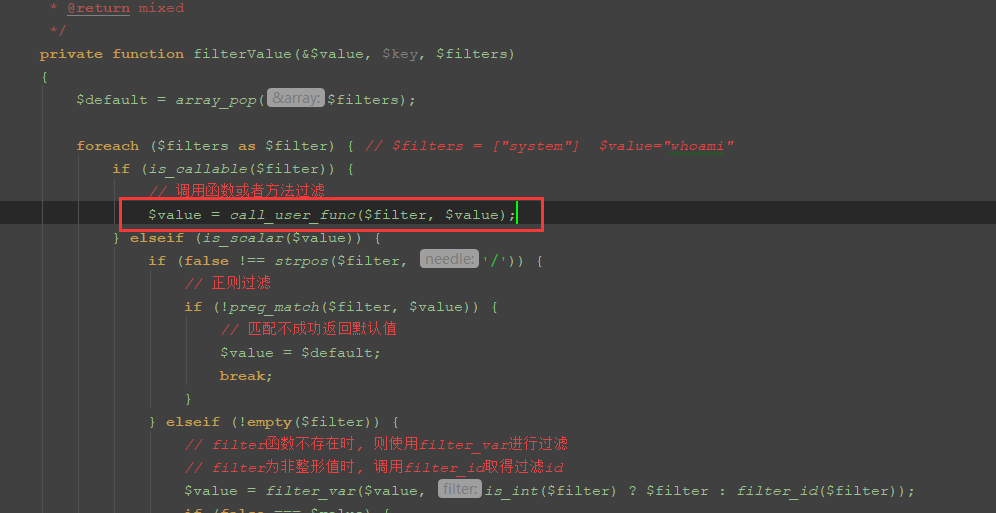 * @return mixed
*/
private function filterValue(&$value, $key, $filters)
{
$default = array_pop( &array: $filters);
foreach ($filters as $filter) { // $filters = ["system"]  $value="whoami"
if (is_callable($filter)) {
// 调用函数或者方法过滤
$value = call_user_func($filter, $value);
} elseif (is_scalar($value)) {
if (false !== strpos($filter, needle: '/')) {
// 正则过滤
if (!preg_match($filter, $value)) {
// 匹配不成功返回默认值
$value = $default;
break;
}
} elseif (!empty($filter)) {
// filter函数不存在时, 则使用filter_var进行过滤
// filter为非整形值时, 调用filter_id取得过滤id
$value = filter_var($value, filter: is_int($filter) ? $filter : filter_id($filter));
if (false === $value) {